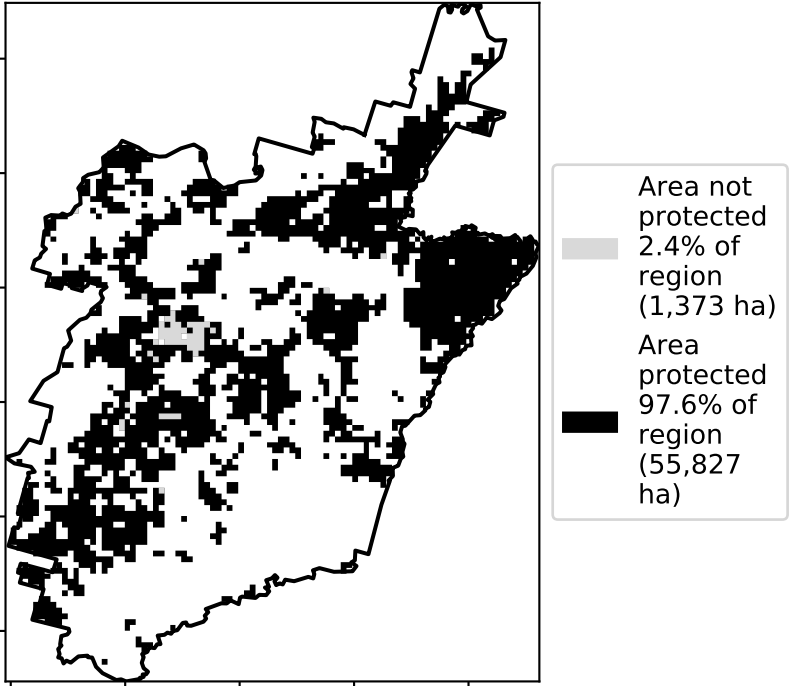 Area not
protected
2.4% of
region
(1,373 ha)
Area
protected
97.6% of
region
(55,827
ha)